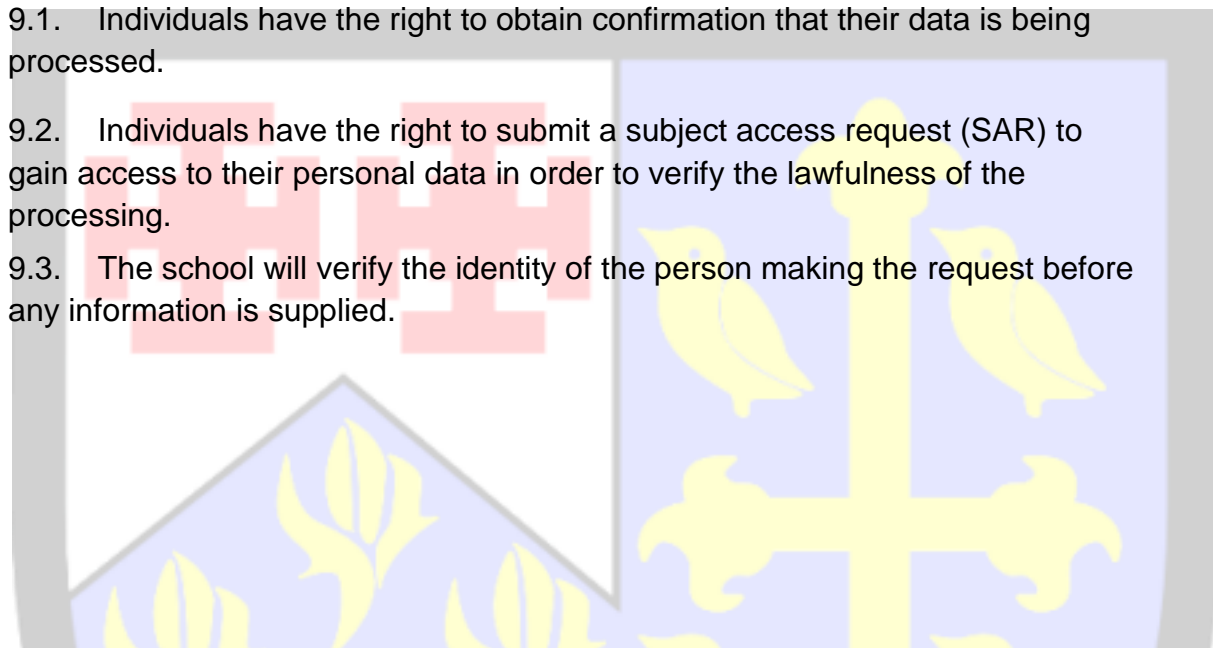 9.1. Individuals have the right to obtain confirmation that their data is being
processed.
9.2. Individuals have the right to submit a subject access request (SAR) to
gain access to their personal data in order to verify the lawfulness of the
processing.
9.3. The school will verify the identity of the person making the request before
any information is supplied.